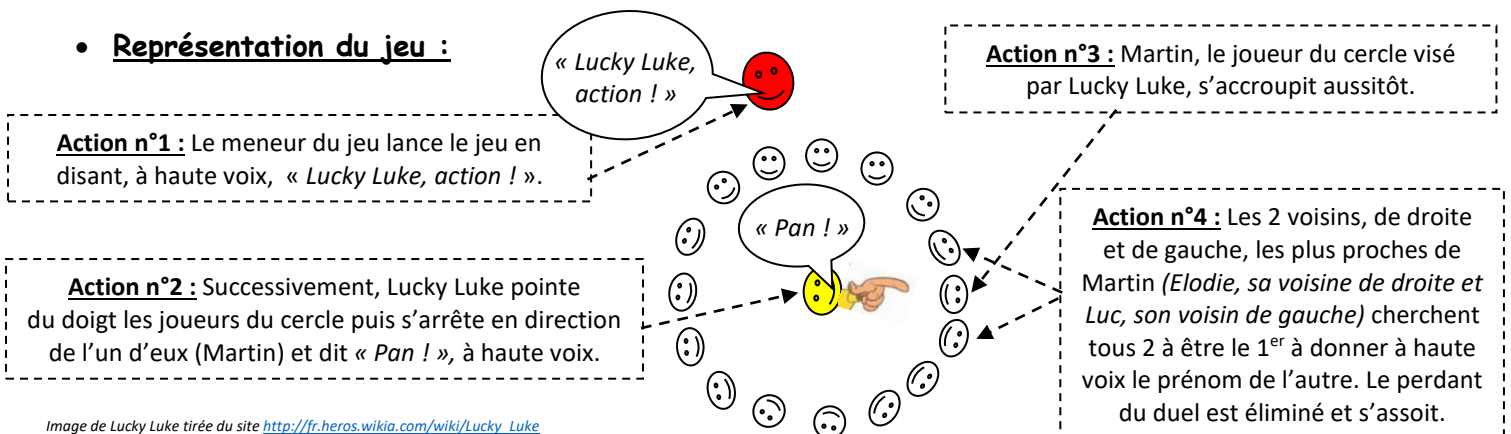 • Représentation du jeu :
« Lucky Luke,
action ! »
Action n°1 : Le meneur du jeu lance le jeu en
disant, à haute voix, « Lucky Luke, action ! ».
Action n°2 : Successivement, Lucky Luke pointe
du doigt les joueurs du cercle puis s’arrête en direction
de l’un d’eux (Martin) et dit « Pan ! », à haute voix.
« Pan ! »
Action n°3 : Martin, le joueur du cercle visé
par Lucky Luke, s’accroupit aussitôt.
Action n°4 : Les 2 voisins, de droite
et de gauche, les plus proches de
Martin (Elodie, sa voisine de droite et
Luc, son voisin de gauche) cherchent
tous 2 à être le 1er à donner à haute
voix le prénom de l’autre. Le perdant
du duel est éliminé et s’assoit.
Image de Lucky Luke tirée du site http://fr.heros.wikia.com/wiki/Lucky_Luke